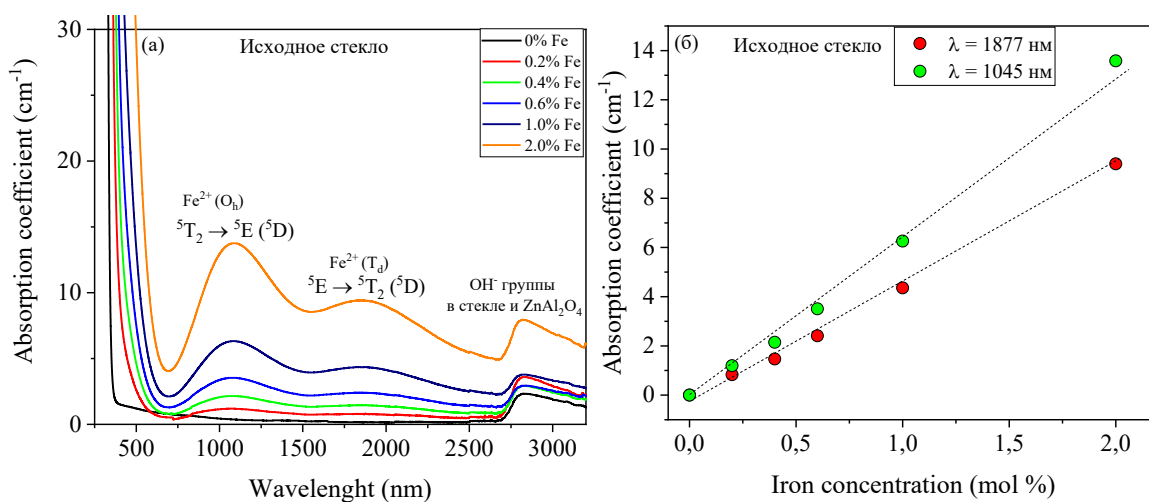 (a)
Исходное стекло
0% Fe
0.2% Fe
0.4% Fe
0.6% Fe
1.0% Fe
2.0% Fe
Fe²⁺ (Oₕ)
⁵T₂ → ⁵E (⁵D)
Fe²⁺ (T_d)
⁵E → ⁵T₂ (⁵D)
OH⁻ группы
в стекле и ZnAl₂O₄
Absorption coefficient (cm⁻¹)
30
20
10
0
500 1000 1500 2000 2500 3000
Wavelenght (nm)
(б)
Исходное стекло
λ = 1877 нм
λ = 1045 нм
Absorption coefficient (cm⁻¹)
14
12
10
8
6
4
2
0
0,0 0,5 1,0 1,5 2,0
Iron concentration (mol %)